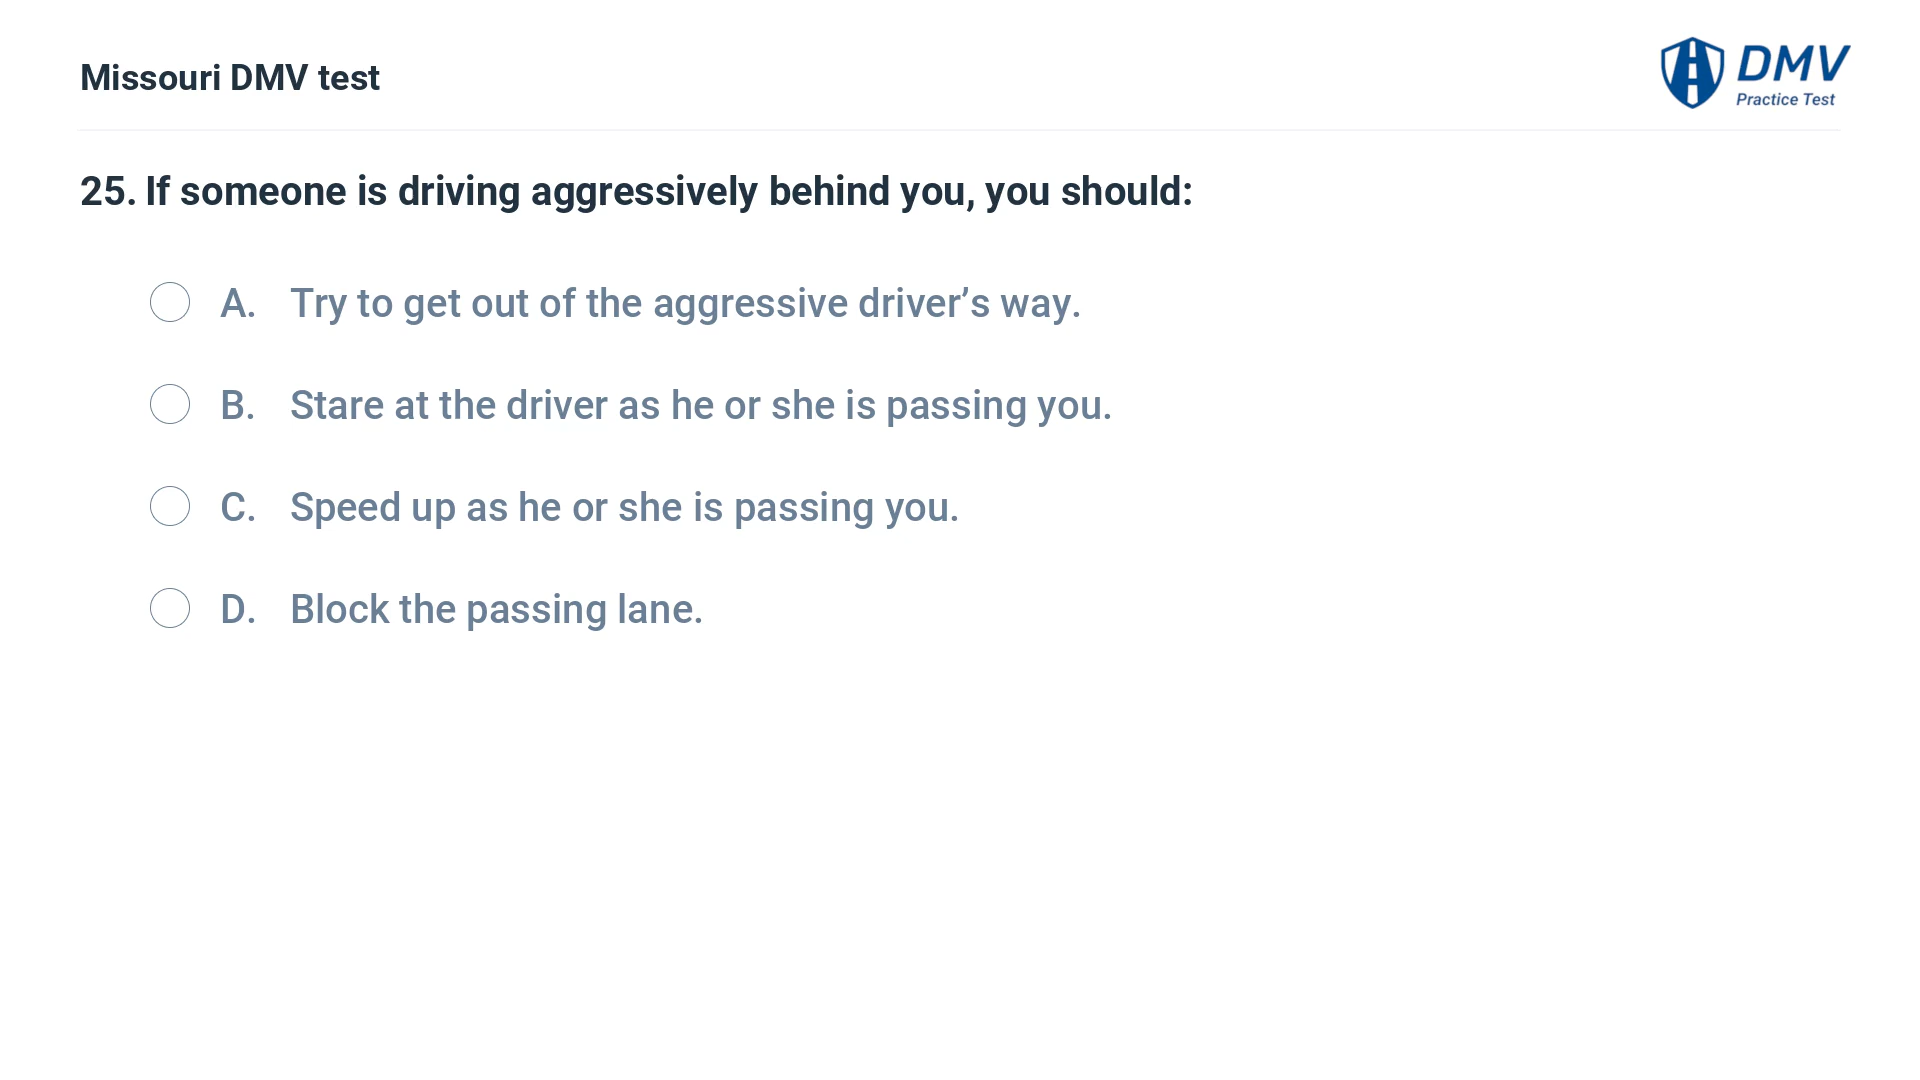 Missouri DMV test
DMV
Practice Test
25. If someone is driving aggressively behind you, you should:
A. Try to get out of the aggressive driver’s way.
B. Stare at the driver as he or she is passing you.
C. Speed up as he or she is passing you.
D. Block the passing lane.